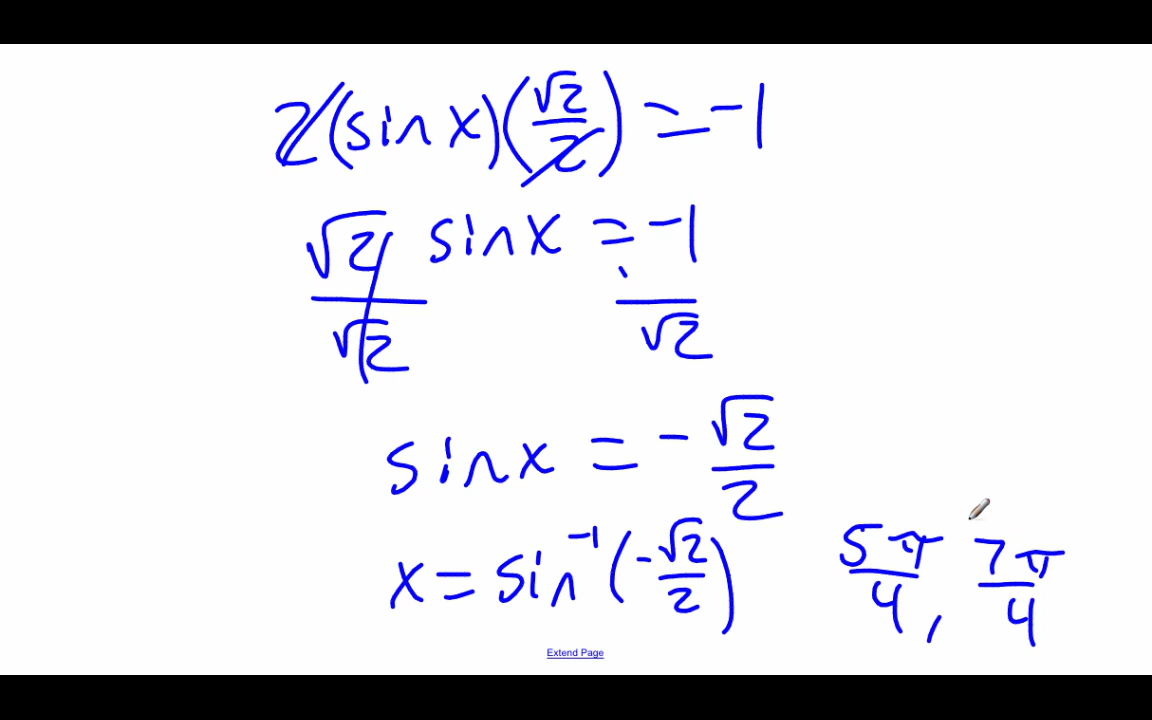 2(sin x)(√2/2) = -1
√2 sin x/√2 = -1/√2
sin x = -√2/2
x = sin⁻¹(-√2/2) 5π/4, 7π/4
Extend Page